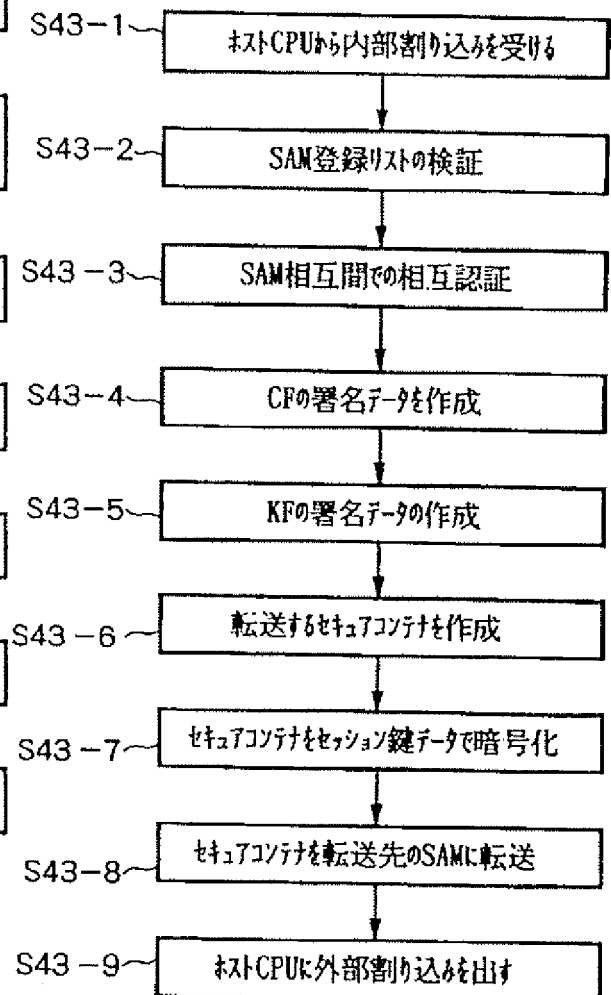 S43-1 ホストCPUから内部割り込みを受ける
S43-2 SAM登録リストの検証
S43-3 SAM相互間での相互認証
S43-4 CFの署名データを作成
S43-5 KFの署名データの作成
S43-6 転送するセキュアコンテナを作成
S43-7 セキュアコンテナをセッション鍵データで暗号化
S43-8 セキュアコンテナを転送先のSAMに転送
S43-9 ホストCPUに外部割り込みを出す